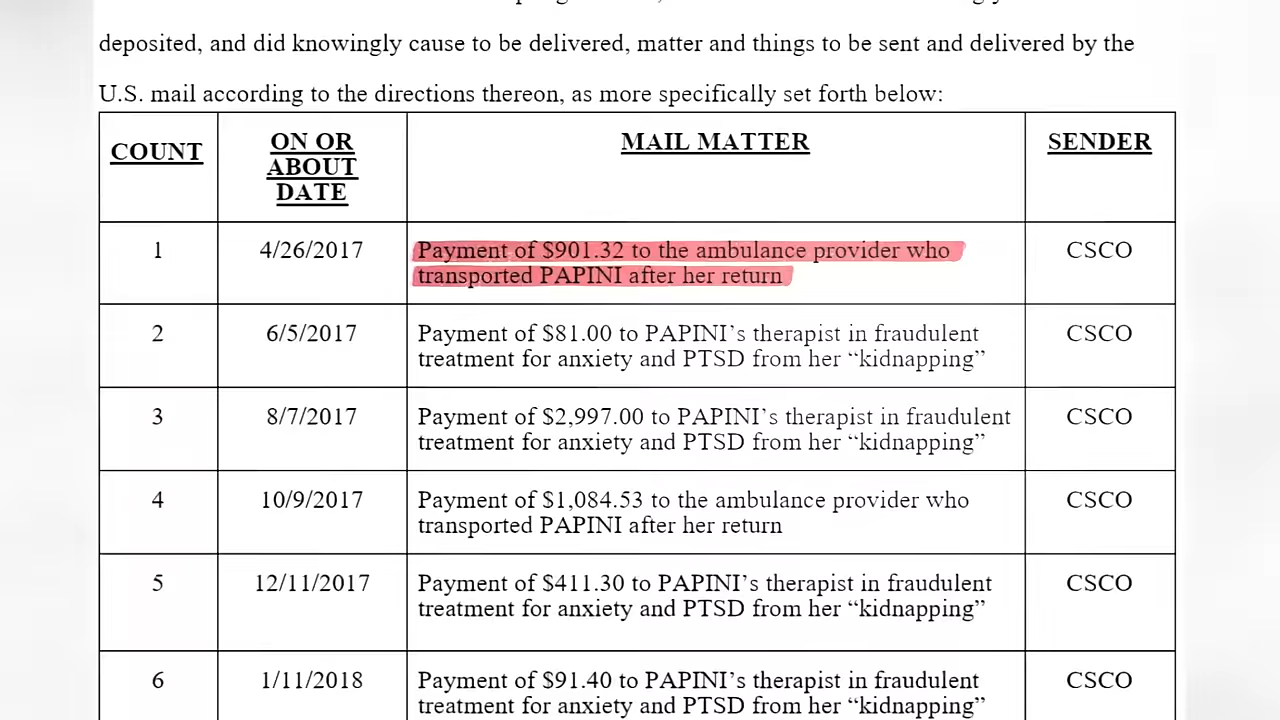 deposited, and did knowingly cause to be delivered, matter and things to be sent and delivered by the
U.S. mail according to the directions thereon, as more specifically set forth below:
COUNT
ON OR
ABOUT
DATE
MAIL MATTER
SENDER
1
4/26/2017
Payment of $901.32 to the ambulance provider who
transported PAPINI after her return
CSCO
2
6/5/2017
Payment of $81.00 to PAPINI’s therapist in fraudulent
treatment for anxiety and PTSD from her “kidnapping”
CSCO
3
8/7/2017
Payment of $2,997.00 to PAPINI’s therapist in fraudulent
treatment for anxiety and PTSD from her “kidnapping”
CSCO
4
10/9/2017
Payment of $1,084.53 to the ambulance provider who
transported PAPINI after her return
CSCO
5
12/11/2017
Payment of $411.30 to PAPINI’s therapist in fraudulent
treatment for anxiety and PTSD from her “kidnapping”
CSCO
6
1/11/2018
Payment of $91.40 to PAPINI’s therapist in fraudulent
treatment for anxiety and PTSD from her “kidnapping”
CSCO